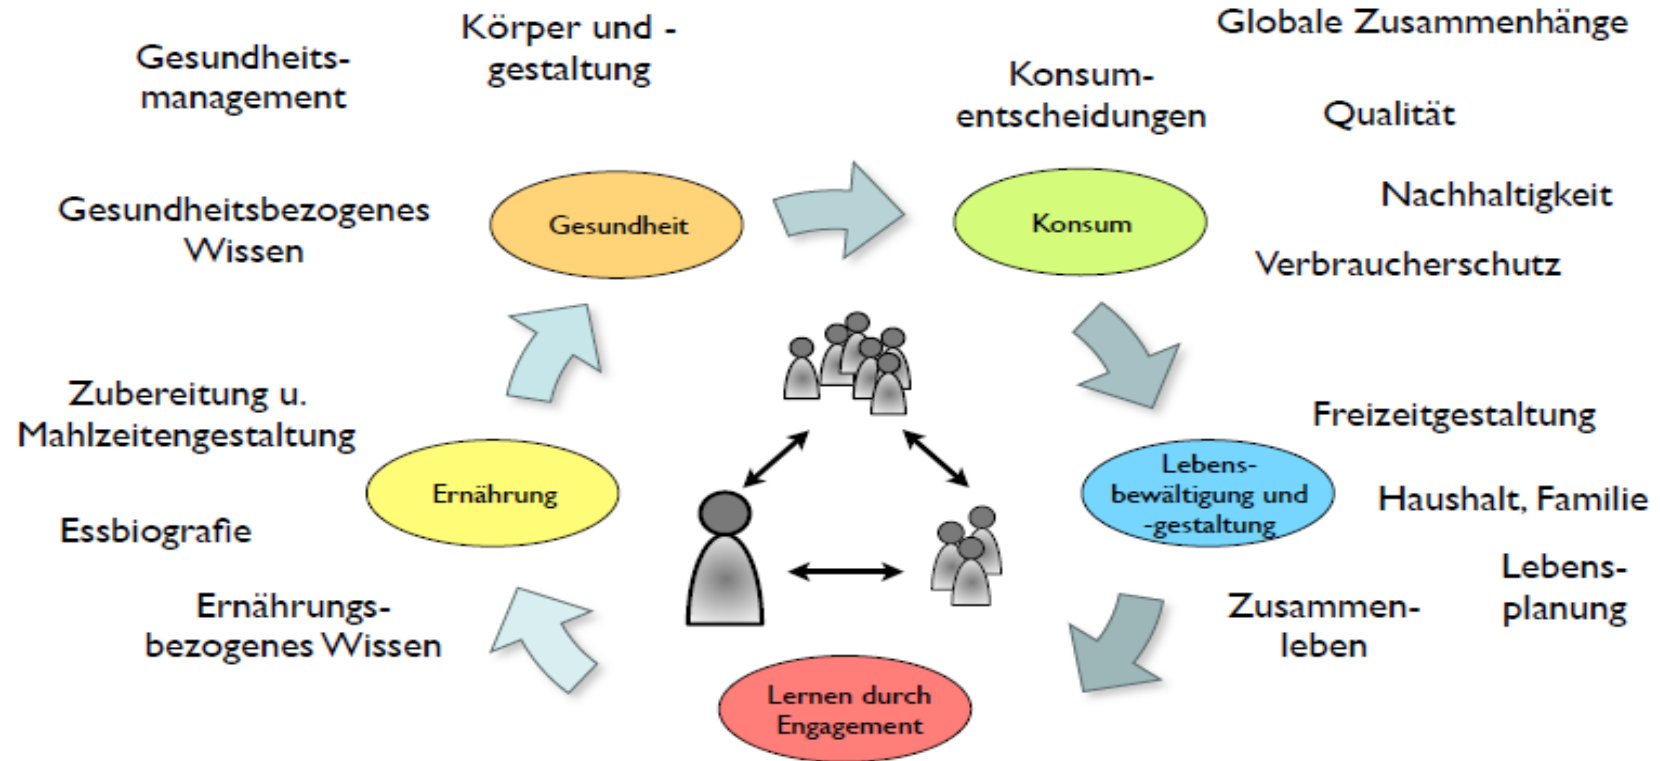 Gesundheits-
management
Körper und -
gestaltung
Gesundheitsbezogenes
Wissen
Gesundheit
Konsum-
entscheidungen
Globale Zusammenhänge
Qualität
Nachhaltigkeit
Verbraucherschutz
Konsum
Zubereitung u.
Mahlzeitengestaltung
Essbiografie
Ernährungs-
bezogenes Wissen
Ernährung
Freizeitgestaltung
Haushalt, Familie
Lebens-
planung
Zusammen-
leben
Lebens-
bewältigung und
-gestaltung
Lernen durch
Engagement